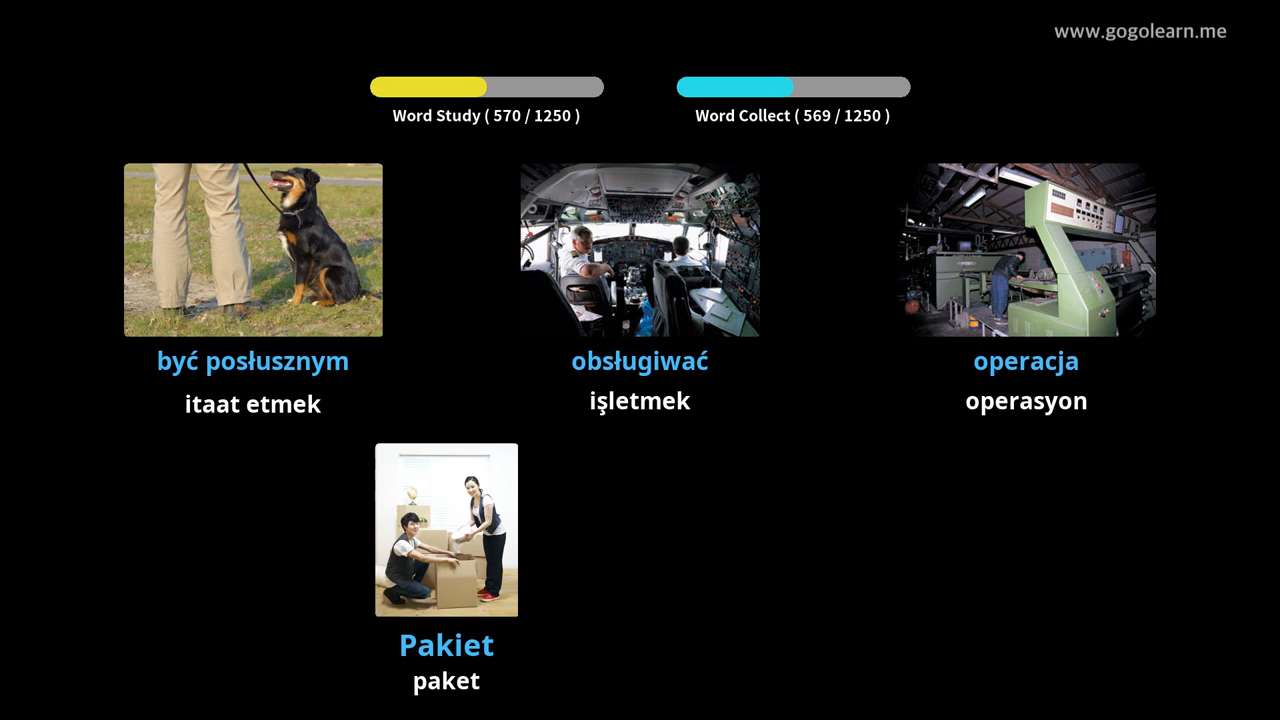 www.gogolearn.me
Word Study ( 570 / 1250 )
Word Collect ( 569 / 1250 )
być posłusznym
obsługiwać
operacja
itaat etmek
işletmek
operasyon
Pakiet
paket